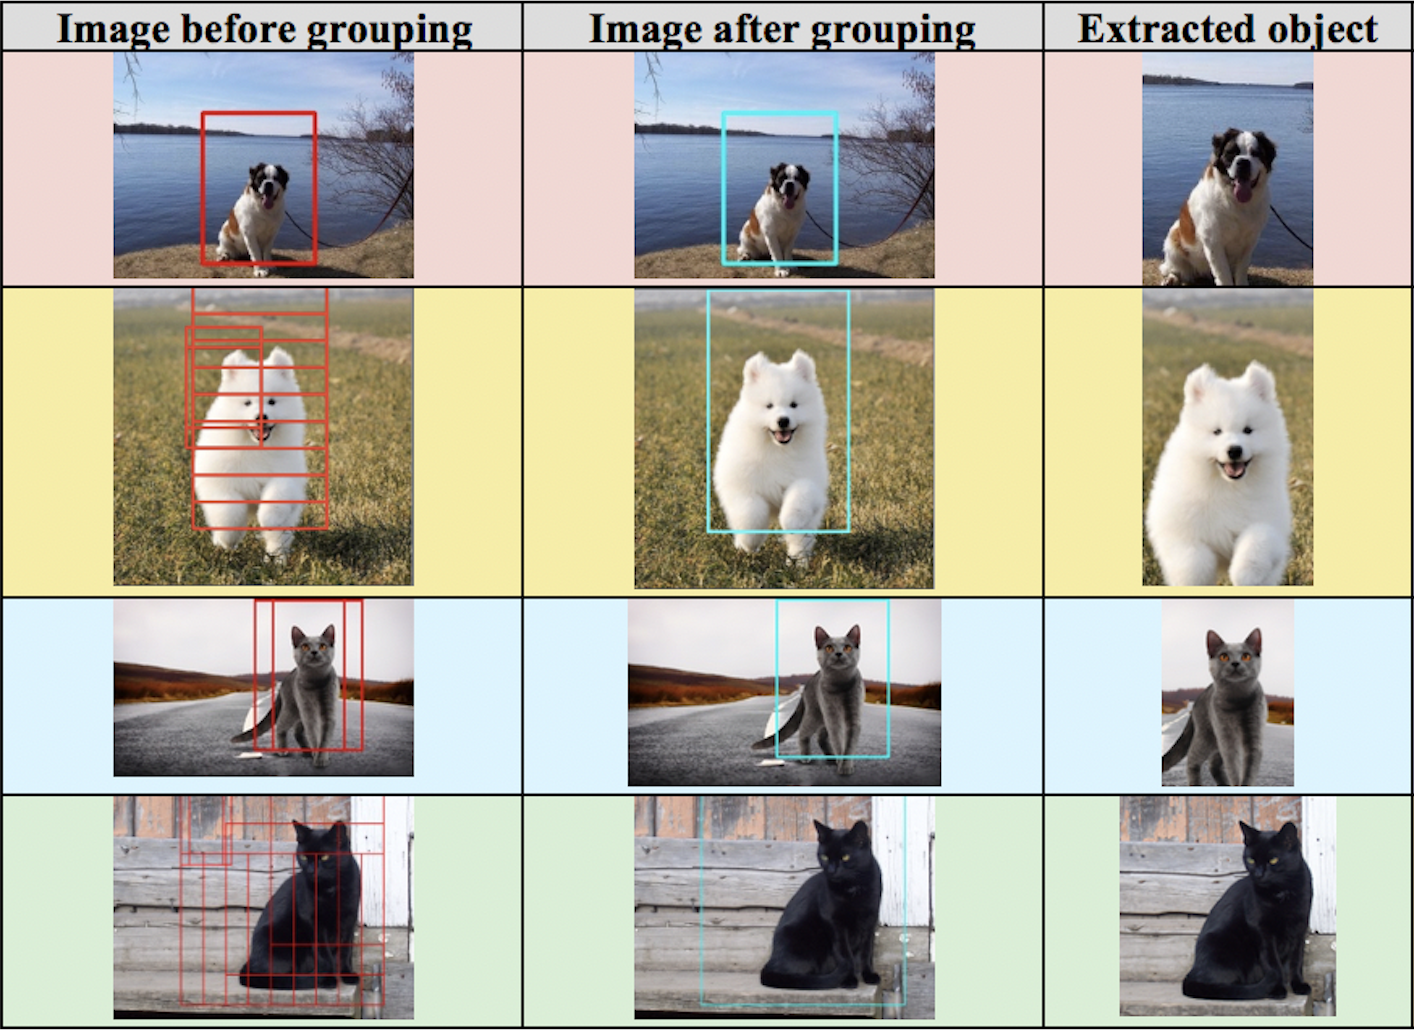 Image before grouping
Image after grouping
Extracted object